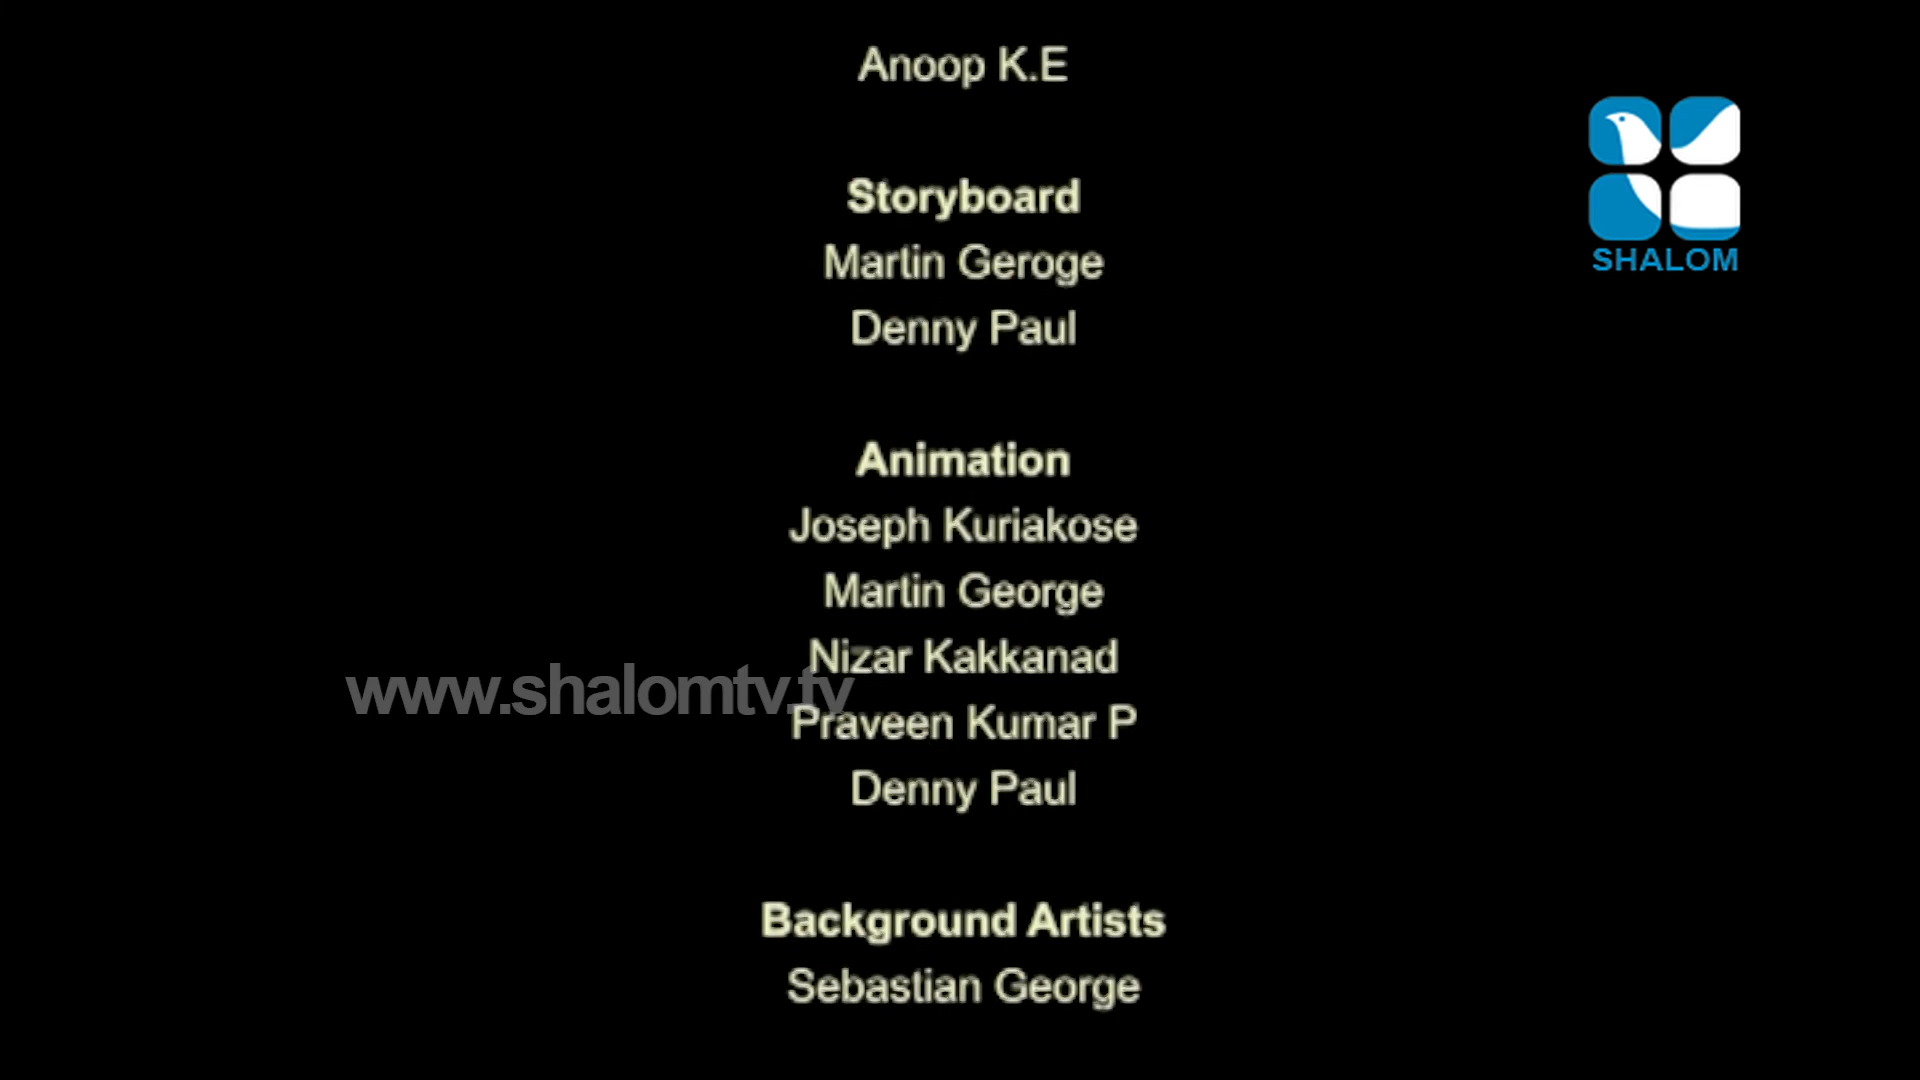 Anoop K.E
SHALOM
Storyboard
Martin Geroge
Denny Paul
Animation
Joseph Kuriakose
Martin George
Nizar Kakkanad
www.shalomtv.tv
Praveen Kumar P
Denny Paul
Background Artists
Sebastian George